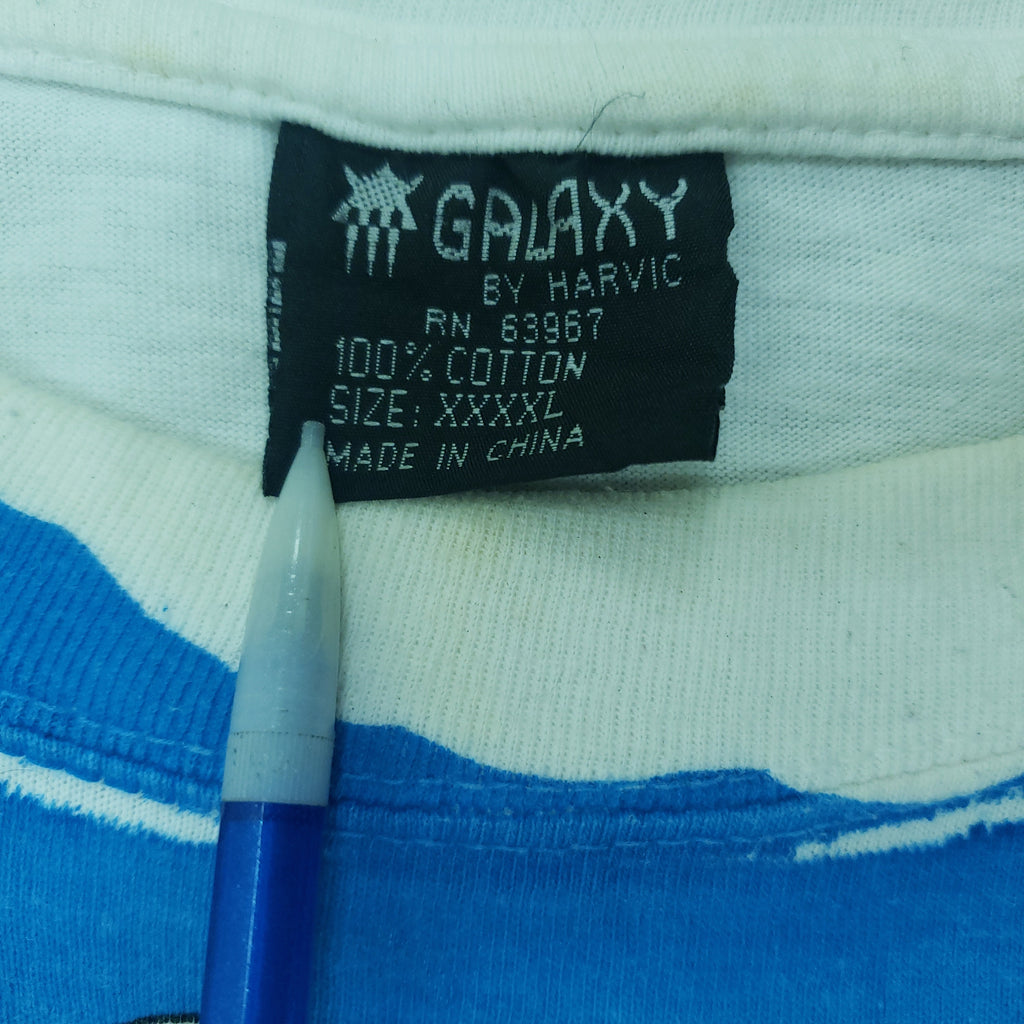 GALAXY
BY HARVIC
RN 63967
100% COTTON
SIZE: XXXXL
MADE IN CHINA